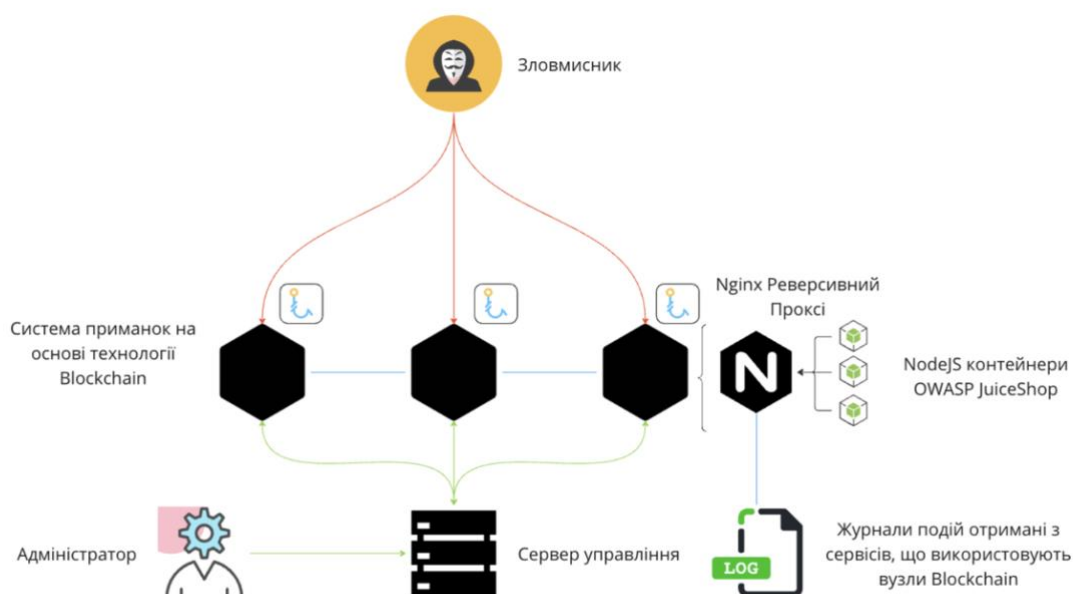 Зловмисник
Nginx Реверсивний
Проксі
Система приманок на
основі технології
Blockchain
N
NodeJS контейнери
OWASP JuiceShop
Адміністратор
Сервер управління
LOG
Журнали подій отримані з
сервісів, що використовують
вузли Blockchain